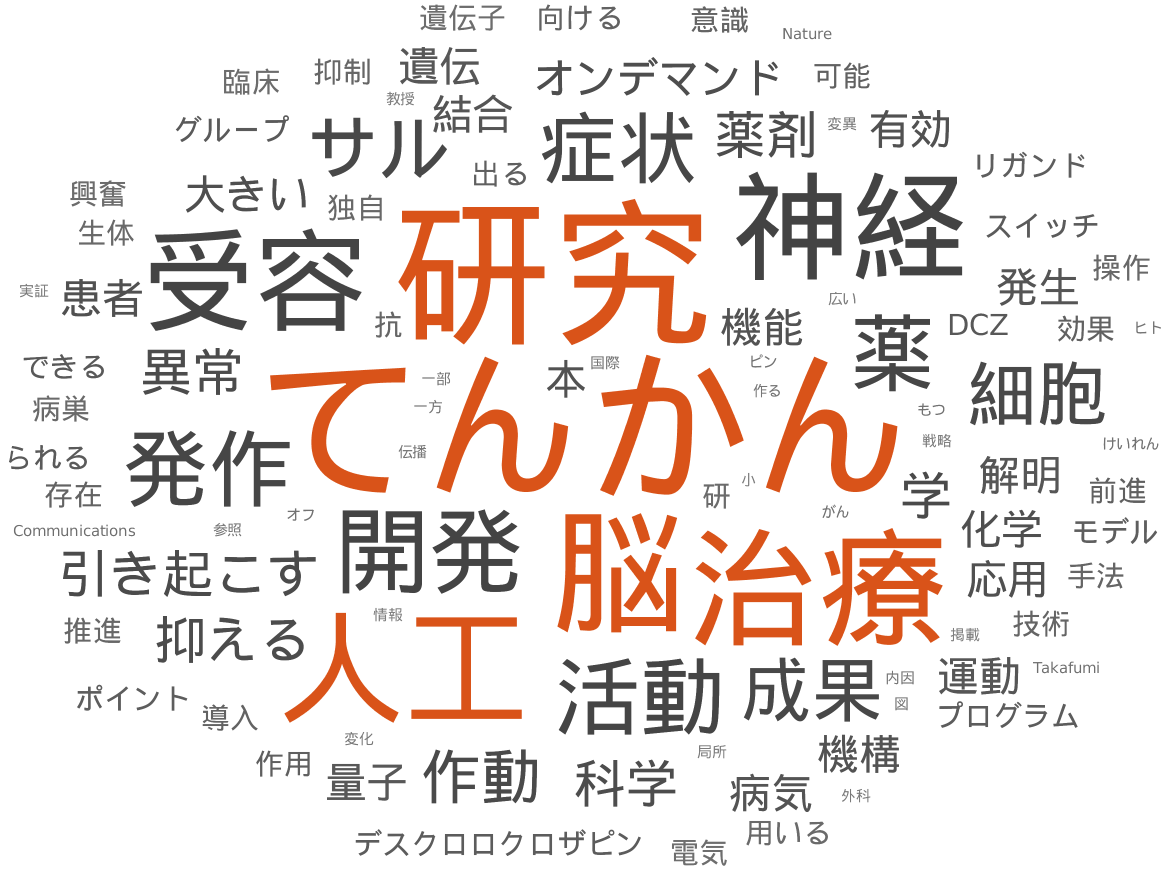 遺伝子
向ける
意識
Nature
臨床
抑制
遺伝
オンデマンド
可能
教授
結合
グループ
サル
症状
薬剤
変異
有効
興奮
大きい
独自
出る
リガンド
生体
受容
研究
神経
スイッチ
実証
患者
抗
機能
広い
発生
操作
できる
異常
一部
本
国際
ピン
薬
DCZ
効果
ヒト
病巣
てんかん
一方
作る
もつ
細胞
られる
発作
伝播
戦略
けいれん
存在
研
小
学
解明
前進
Communications
参照
オフ
開発
脳
治療
がん
化学
モデル
引き起こす
応用
手法
推進
抑える
人工
情報
掲載
技術
ポイント
導入
活動
成果
内因
図
運動
Takafumi
プログラム
作用
変化
量子
作動
科学
局所
病気
機構
外科
デスクロロクロザピン
電気
用いる